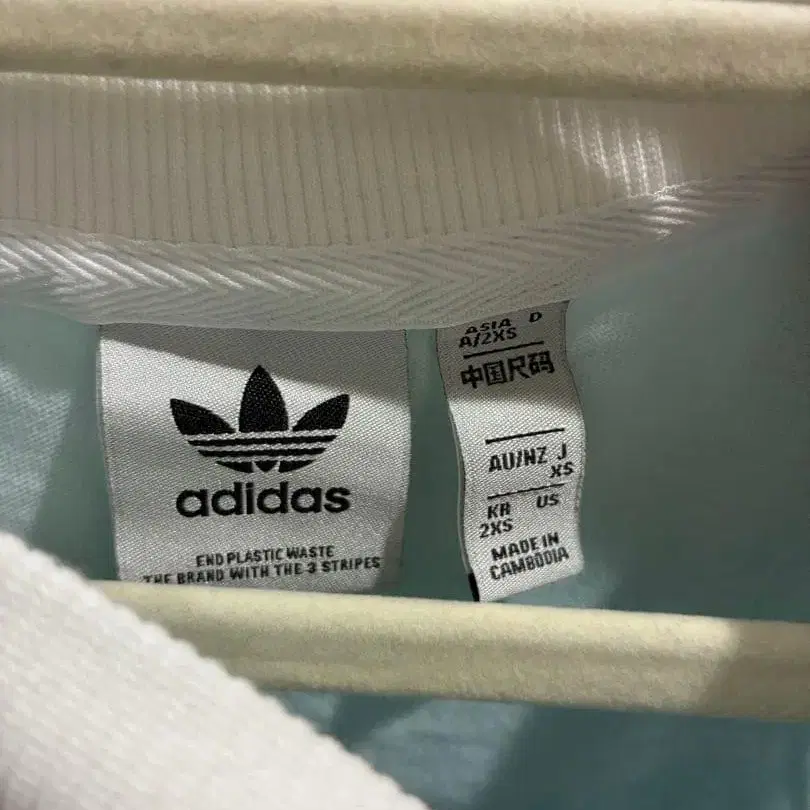 adidas
END PLASTIC WASTE
THE BRAND WITH THE 3 STRIPES
ASIA D
A/2XS
中国尺码
AU/NZ J
XS
KR US
2XS
MADE IN
CAMBODIA